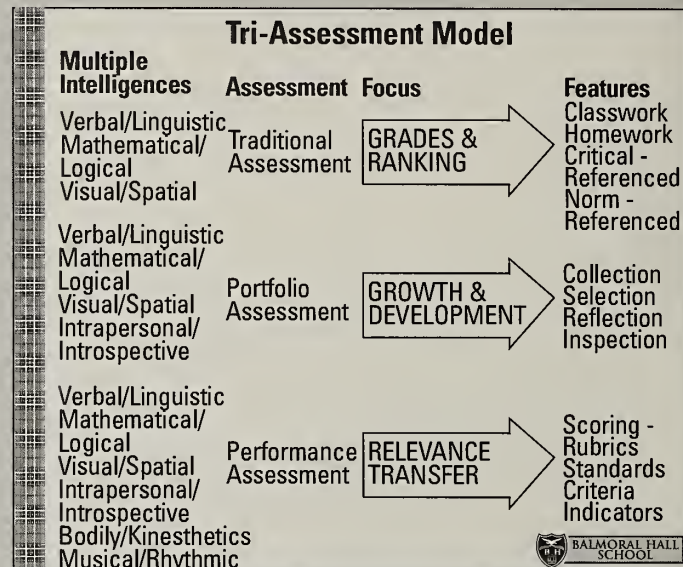 Tri-Assessment Model
Multiple
Intelligences
Assessment
Focus
Features
Verbal/Linguistic
Mathematical/
Logical
Visual/Spatial
Traditional
Assessment
GRADES &
RANKING
Classwork
Homework
Critical -
Referenced
Norm -
Referenced
Verbal/Linguistic
Mathematical/
Logical
Visual/Spatial
Intrapersonal/
Introspective
Portfolio
Assessment
GROWTH &
DEVELOPMENT
Collection
Selection
Reflection
Inspection
Verbal/Linguistic
Mathematical/
Logical
Visual/Spatial
Intrapersonal/
Introspective
Bodily/Kinesthetics
Musical/Rhythmic
Performance
Assessment
RELEVANCE
TRANSFER
Scoring -
Rubrics
Standards
Criteria
Indicators
B H
BALMORAL HALL
SCHOOL